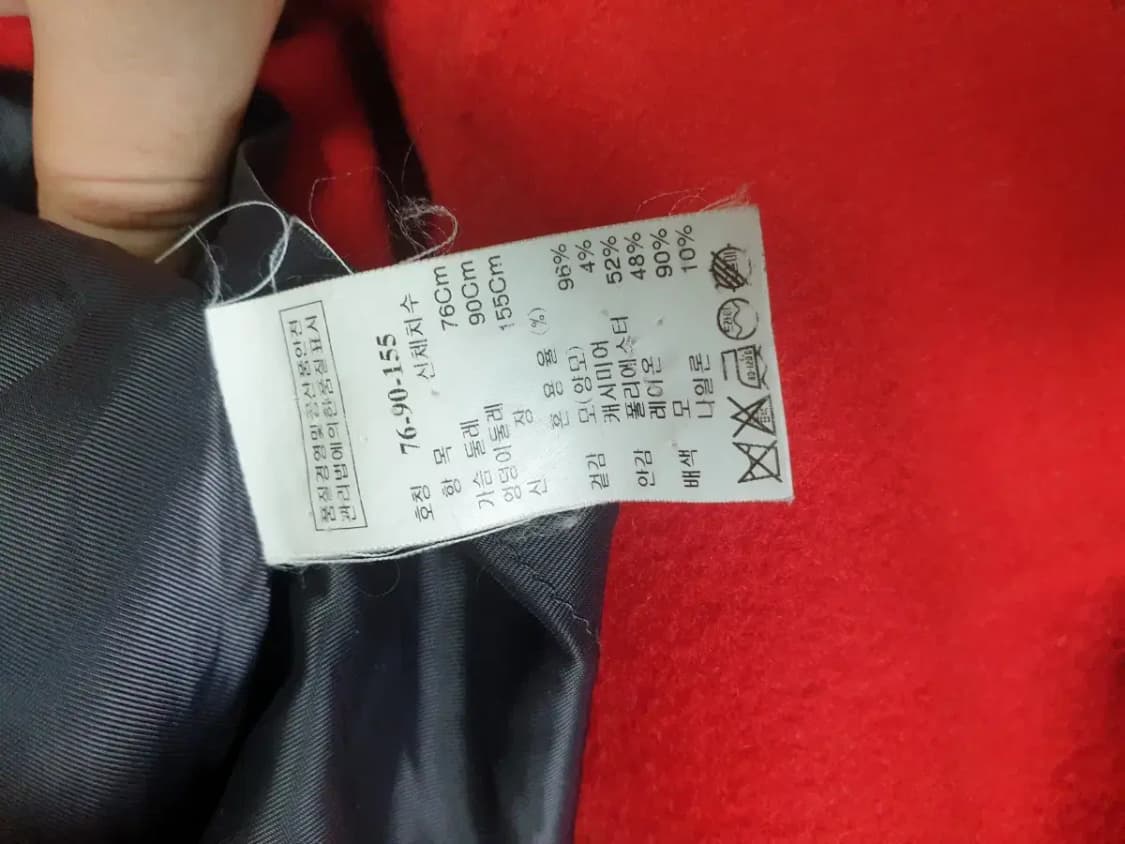 품질경영및공산품안전
관리법에의한품질표시
호칭 76-90-155
항 목 신체치수
가슴 둘레 76Cm
엉덩이둘레 90Cm
신 장 155Cm
혼 용 율 (%)
겉감 모(양모) 96%
캐시미어 4%
안감 폴리에스터 52%
레이온 48%
배색 모 90%
나일론 10%